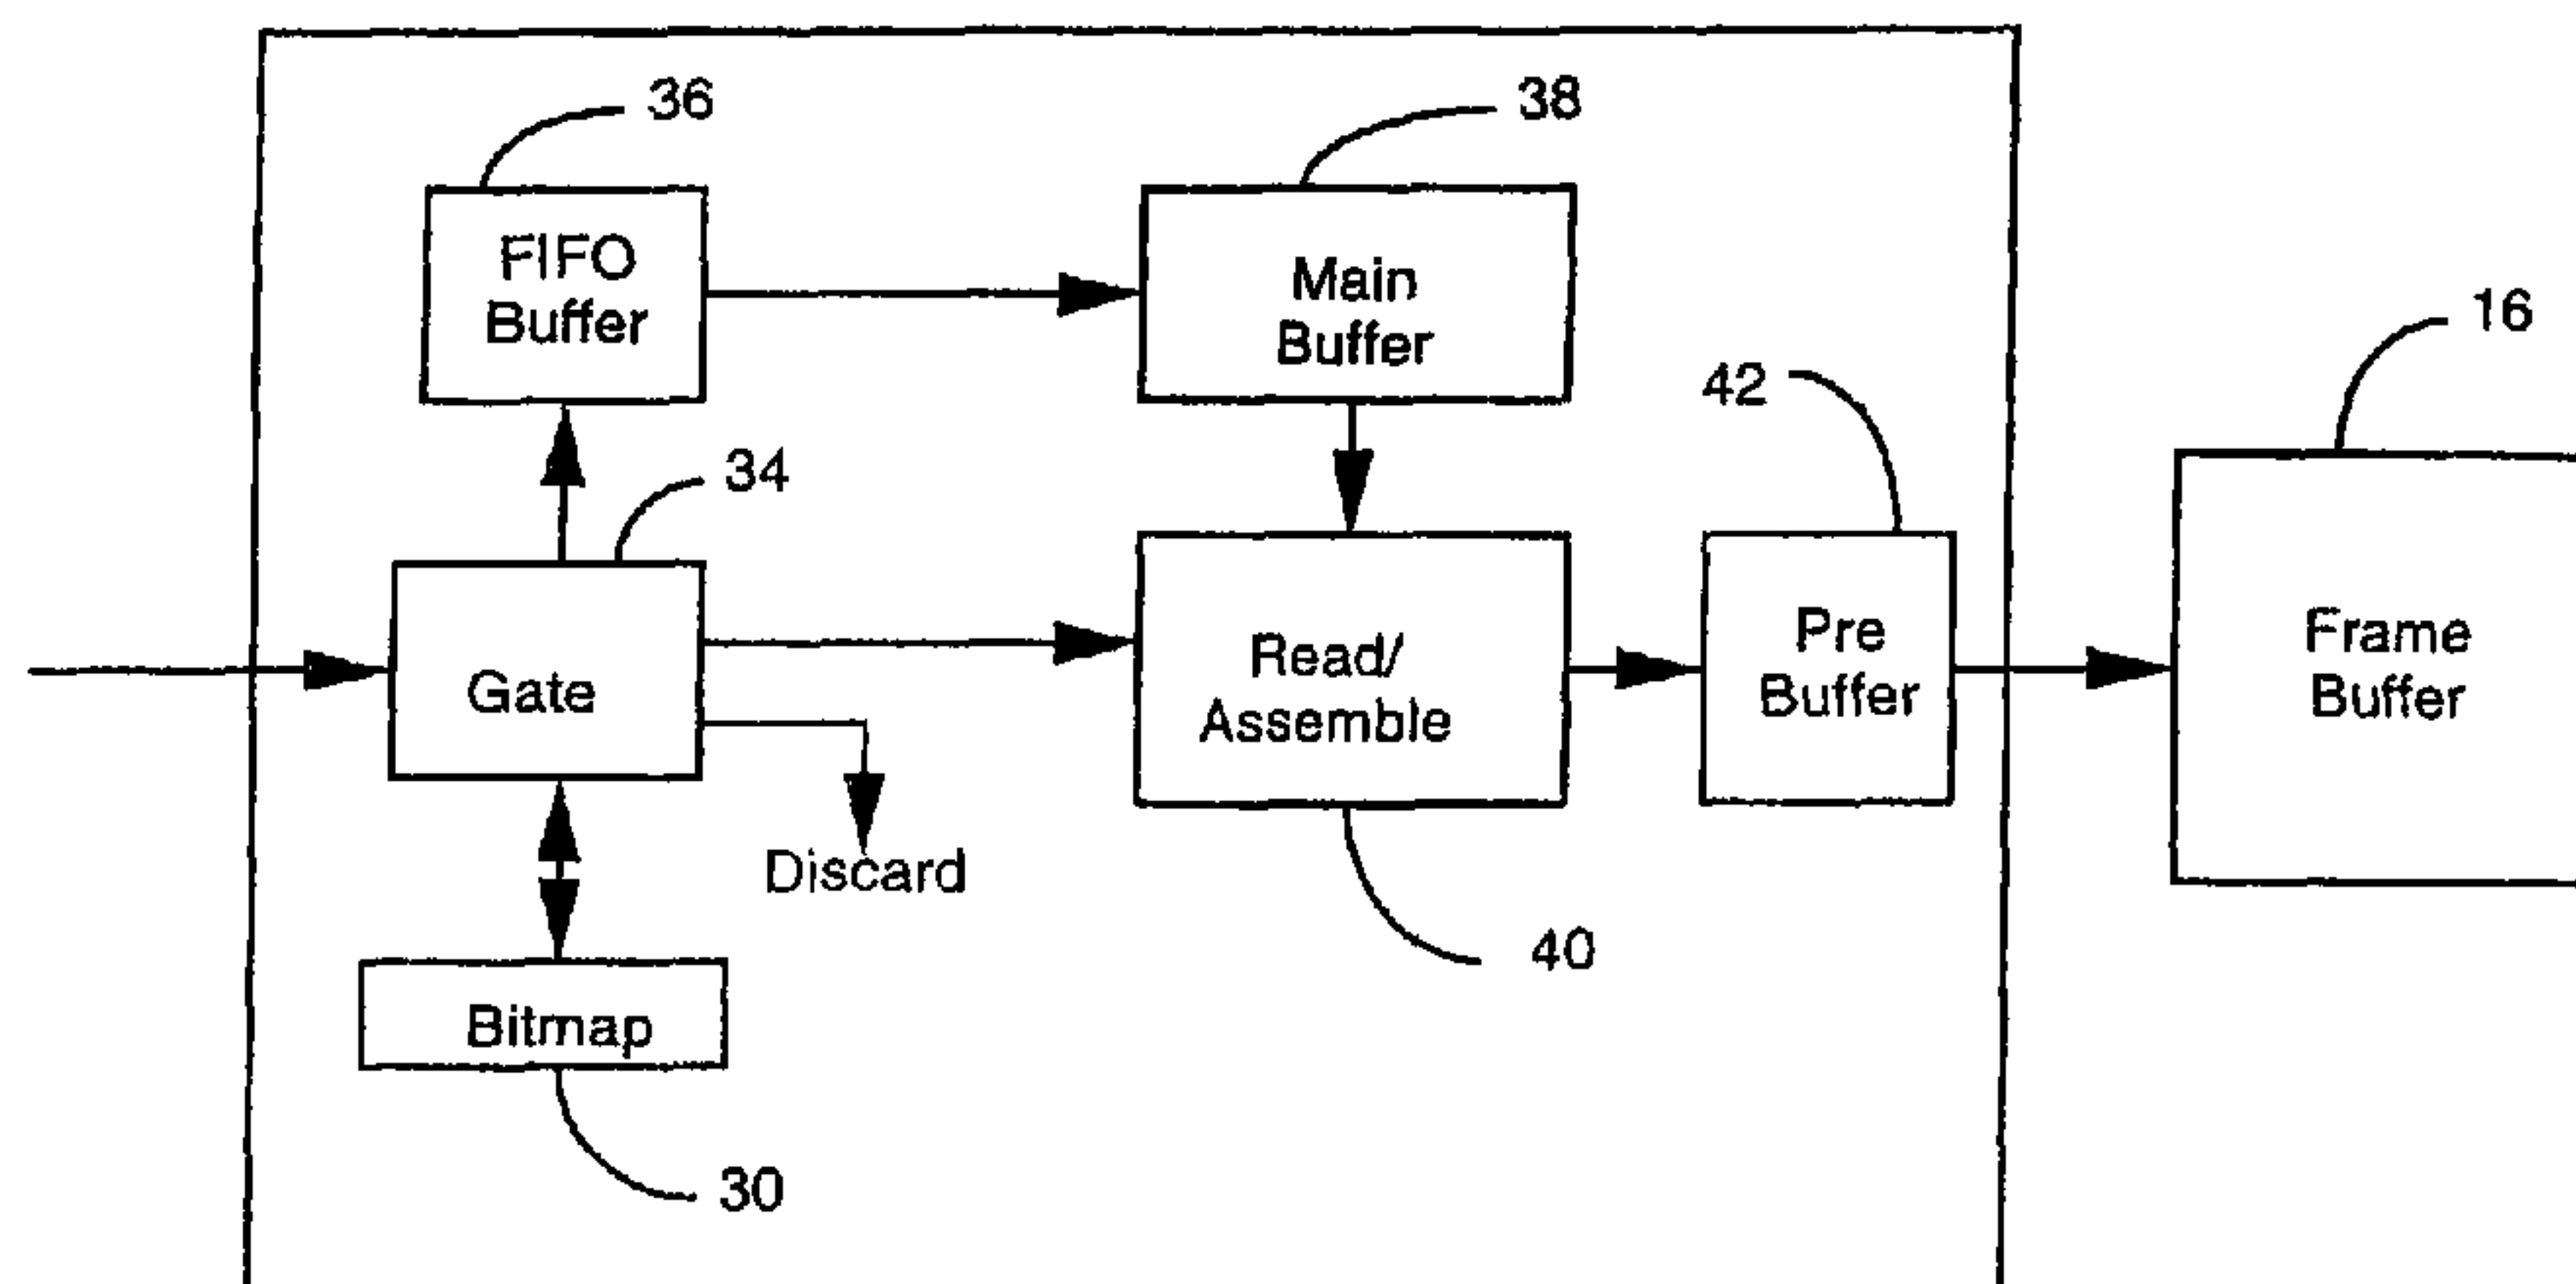 36
38
FIFO
Buffer
Main
Buffer
16
42
34
Gate
Read/
Assemble
Pre
Buffer
Frame
Buffer
Discard
40
Bitmap
30